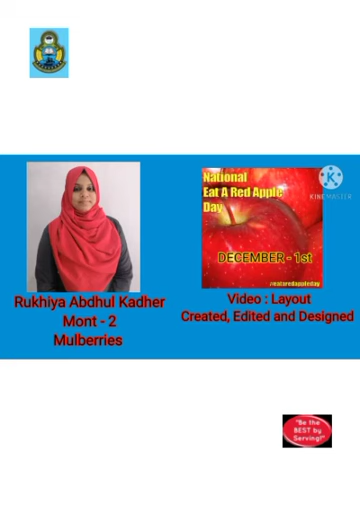 National
Eat A Red Apple
Day
KINEMASTER
DECEMBER - 1st
#eataredappleday
Rukhiya Abdhul Kadher
Mont - 2
Mulberries
Video : Layout
Created, Edited and Designed
"Be the
BEST by
Serving!"